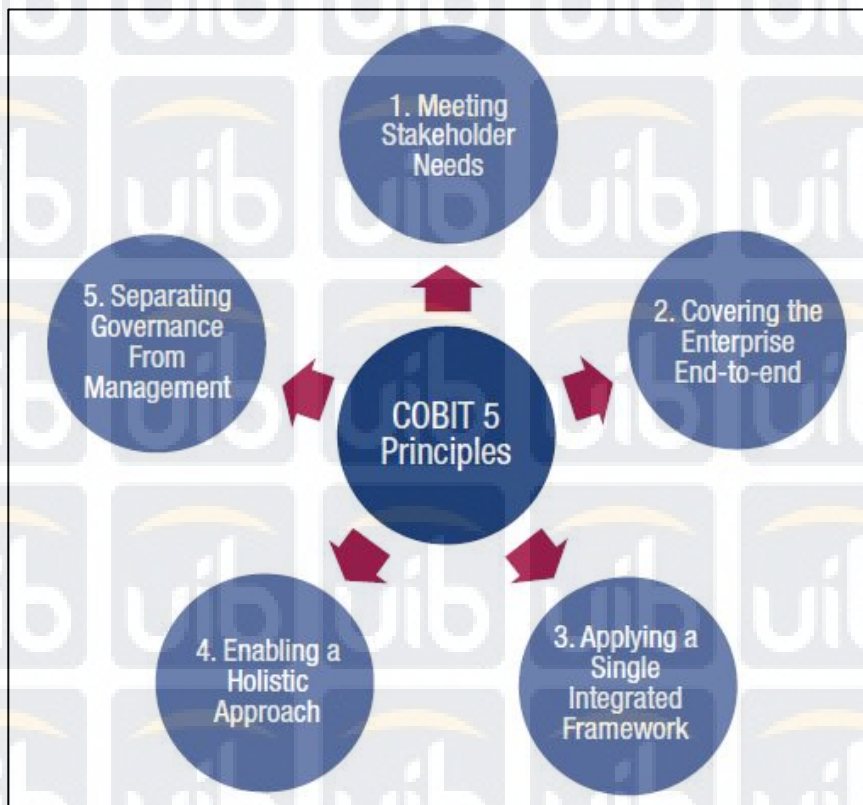 1. Meeting
Stakeholder
Needs
5. Separating
Governance
From
Management
2. Covering the
Enterprise
End-to-end
COBIT 5
Principles
4. Enabling a
Holistic
Approach
3. Applying a
Single
Integrated
Framework
uib